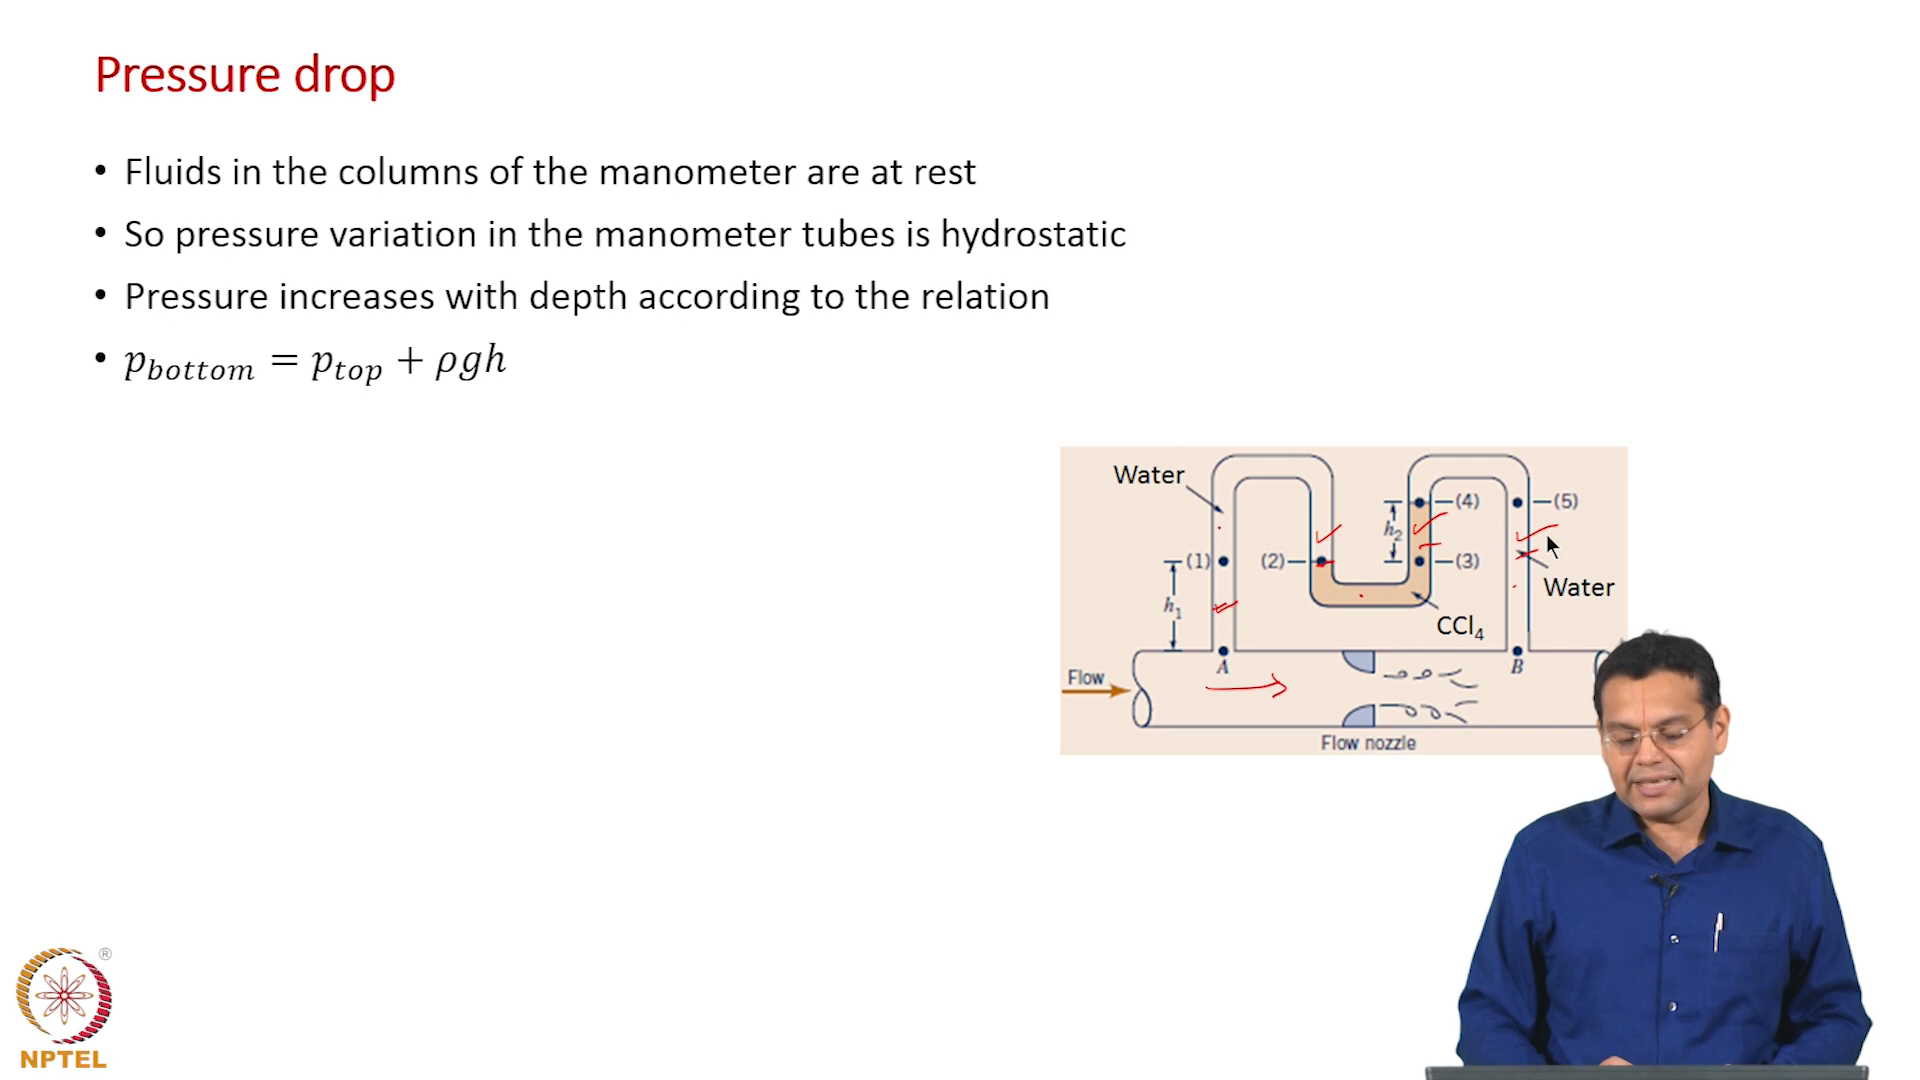 Pressure drop
• Fluids in the columns of the manometer are at rest
• So pressure variation in the manometer tubes is hydrostatic
• Pressure increases with depth according to the relation
• p_bottom = p_top + ρgh
Water
(4)
(5)
h₂
(1)
(2)
(3)
h₁
Water
CCl₄
A
B
Flow
Flow nozzle
®
NPTEL